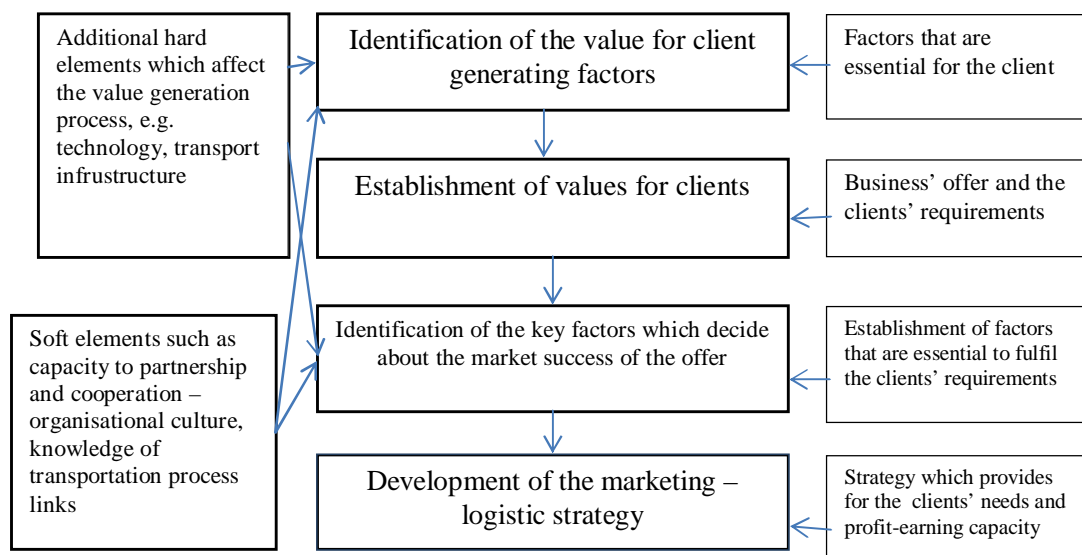 Additional hard
elements which affect
the value generation
process, e.g.
technology, transport
infrustructure
Soft elements such as
capacity to partnership
and cooperation –
organisational culture,
knowledge of
transportation process
links
Identification of the value for client
generating factors
Establishment of values for clients
Identification of the key factors which decide
about the market success of the offer
Development of the marketing –
logistic strategy
Factors that are
essential for the client
Business’ offer and the
clients’ requirements
Establishment of factors
that are essential to fulfil
the clients’ requirements
Strategy which provides
for the clients’ needs and
profit-earning capacity